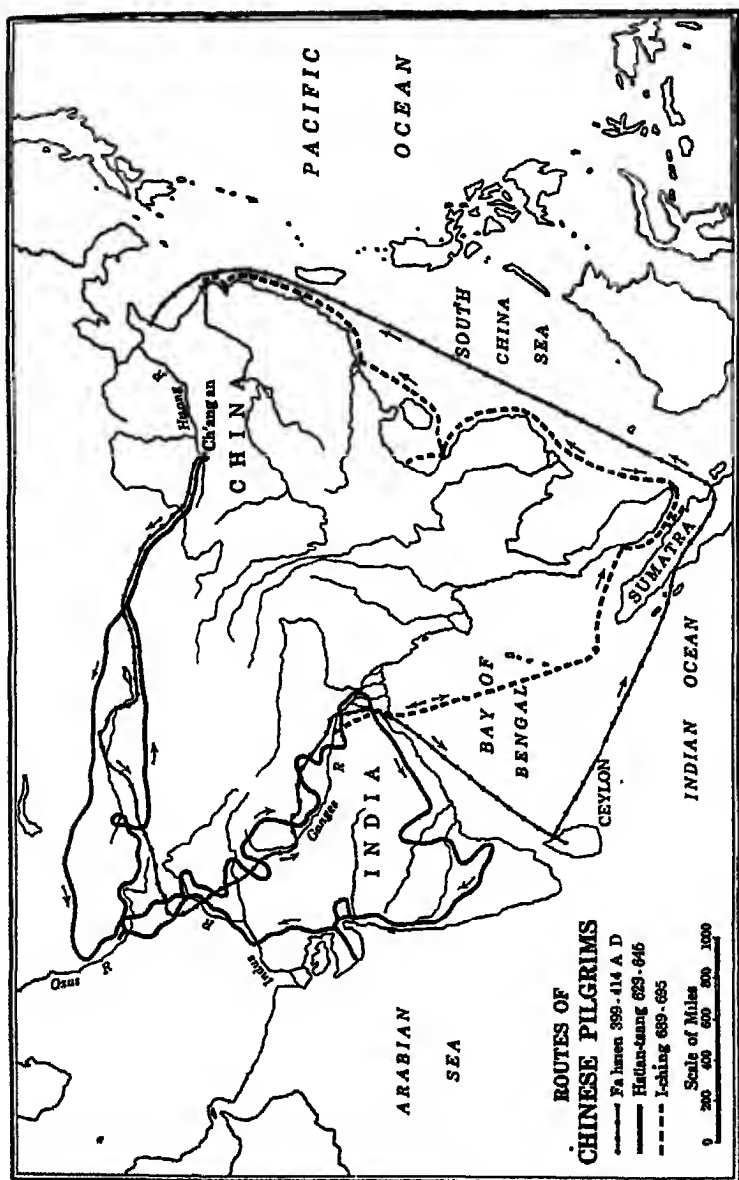 PACIFIC
OCEAN
SOUTH
CHINA
SEA
Huong R
Ch'ang an
CHINA
SUMATRA
BAY OF
BENGAL
INDIAN OCEAN
CEYLON
INDIA
Ganges R
Indus R
Oxus R
ARABIAN
SEA
ROUTES OF
CHINESE PILGRIMS
Fa hsien 399-414 A D
Hsüan-tsang 629-645
I-ching 689-695
Scale of Miles
0 200 400 600 800 1000